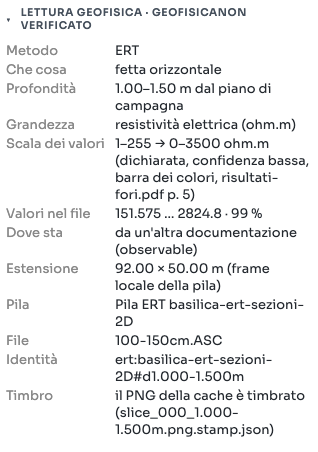 LETTURA GEOFISICA · GEOFISICANON
VERIFICATO
Metodo ERT
Che cosa fetta orizzontale
Profondità 1.00–1.50 m dal piano di
campagna
Grandezza resistività elettrica (ohm.m)
Scala dei valori 1–255 → 0–3500 ohm.m
(dichiarata, confidenza bassa,
barra dei colori, risultati-
fori.pdf p. 5)
Valori nel file 151.575 … 2824.8 · 99 %
Dove sta da un'altra documentazione
(observable)
Estensione 92.00 × 50.00 m (frame
locale della pila)
Pila Pila ERT basilica-ert-sezioni-
2D
File 100-150cm.ASC
Identità ert:basilica-ert-sezioni-
2D#d1.000-1.500m
Timbro il PNG della cache è timbrato
(slice_000_1.000-
1.500m.png.stamp.json)